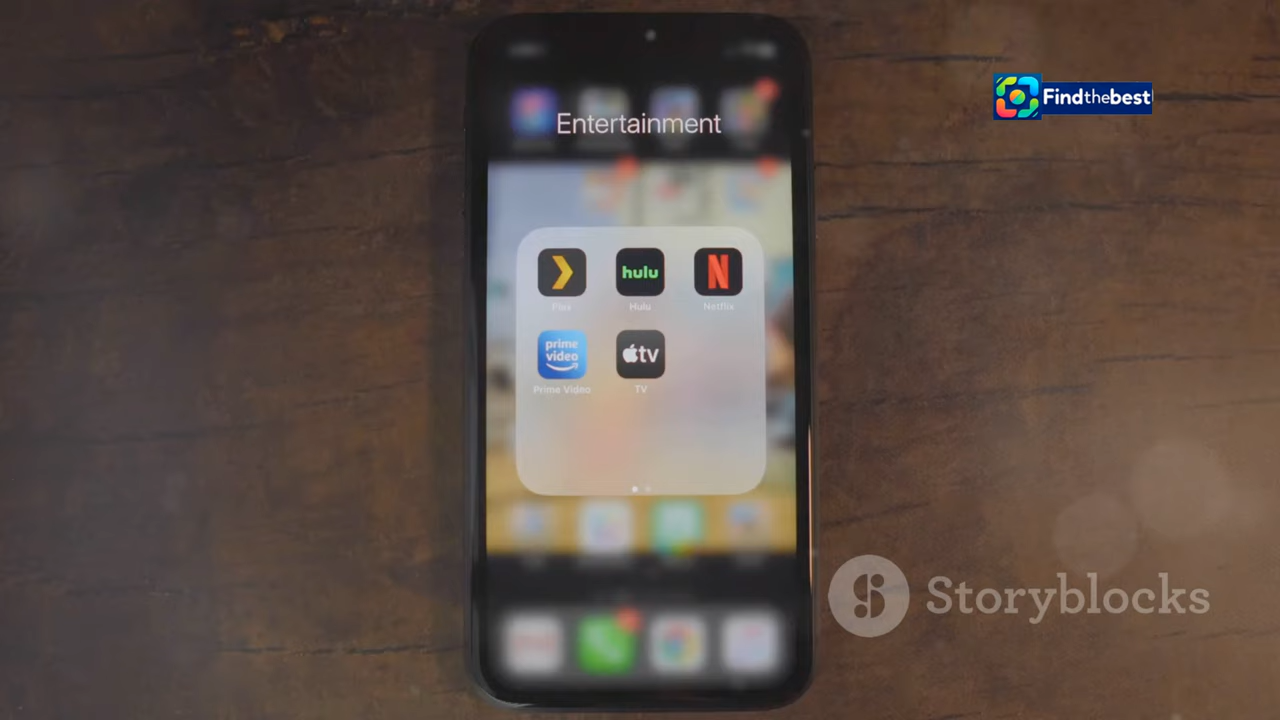 Findthebest
Entertainment
hulu
N
Plex
Hulu
Netflix
prime
video
tv
Prime Video
TV
Storyblocks